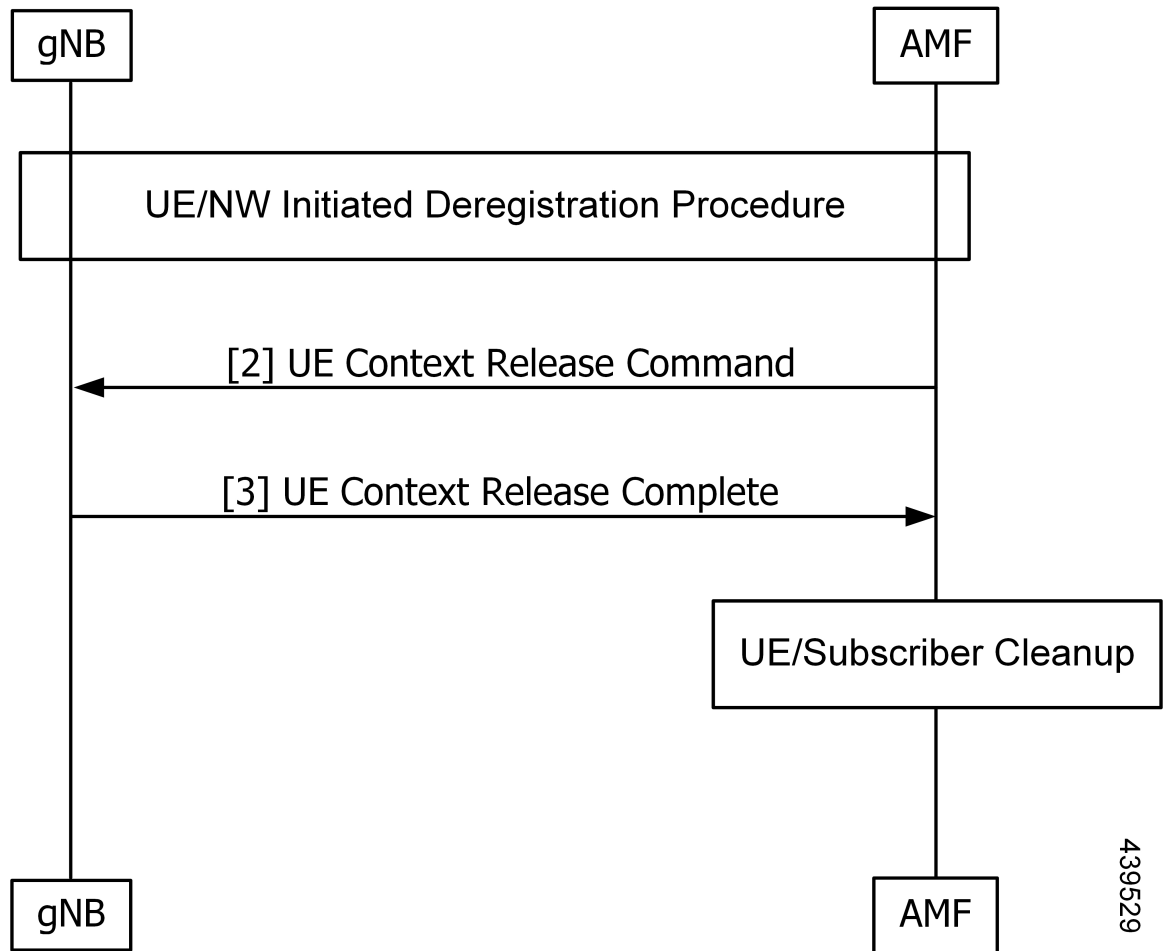 gNB
AMF
UE/NW Initiated Deregistration Procedure
[2] UE Context Release Command
[3] UE Context Release Complete
UE/Subscriber Cleanup
439529
gNB
AMF